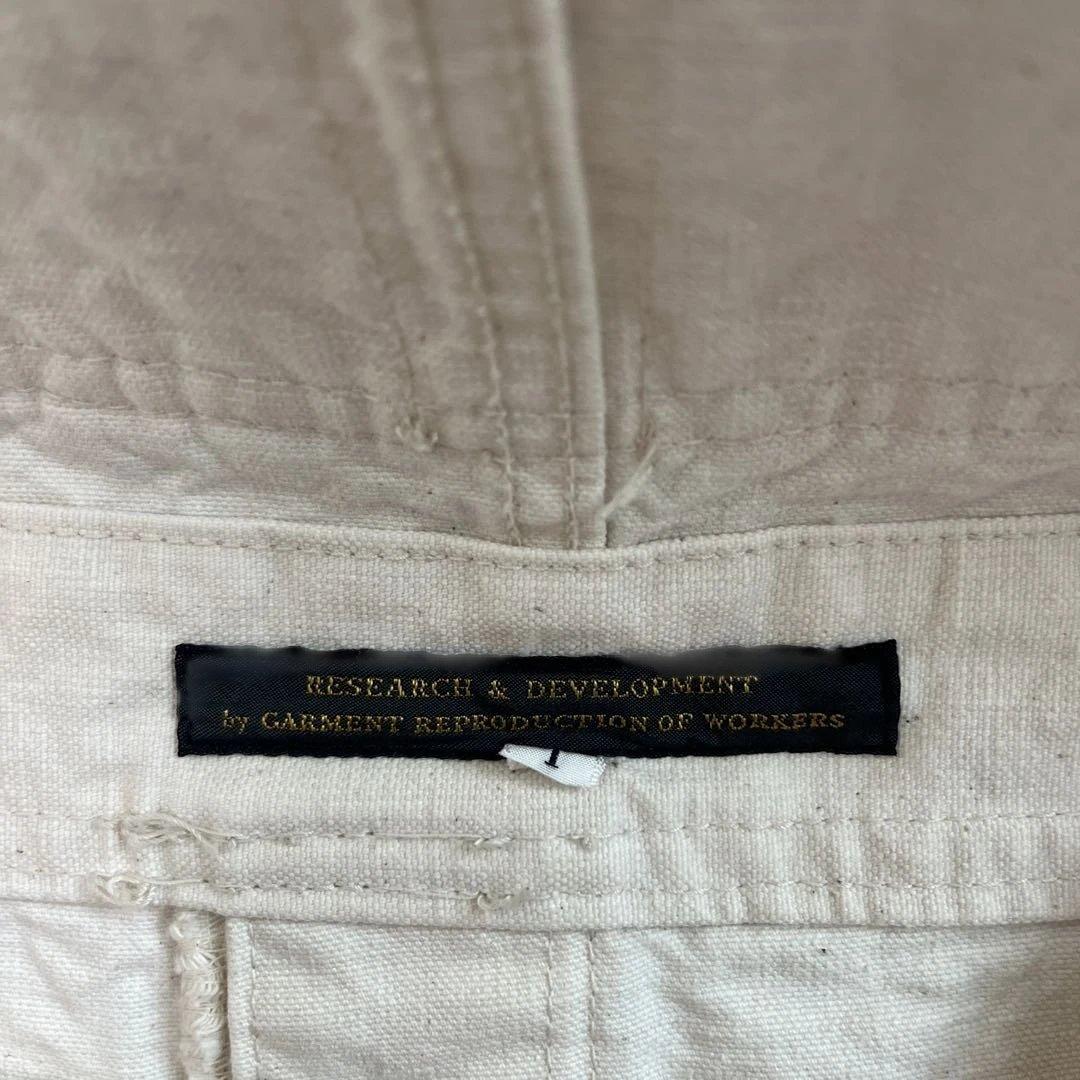 RESEARCH & DEVELOPMENT
by GARMENT REPRODUCTION OF WORKERS
1